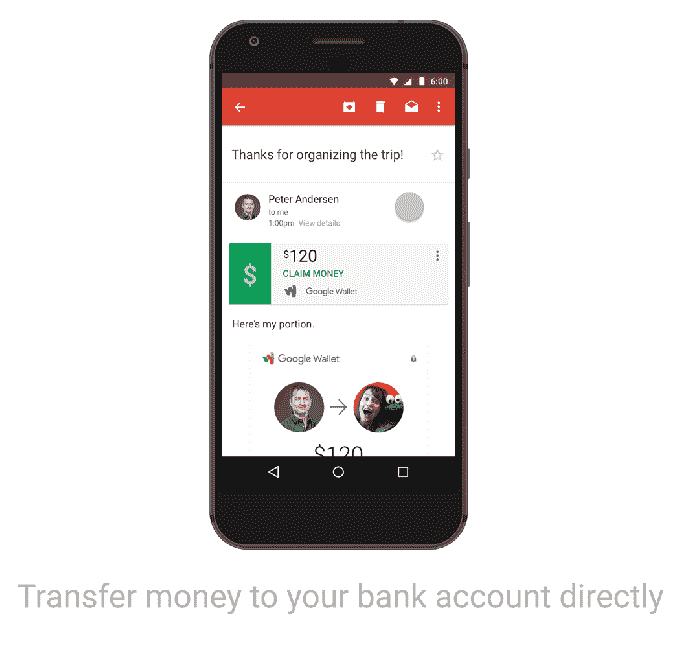 6:00
Thanks for organizing the trip!
Peter Andersen
to me
1:00pm View details
$
$120
CLAIM MONEY
Google Wallet
Here's my portion.
Google Wallet
$120
Transfer money to your bank account directly